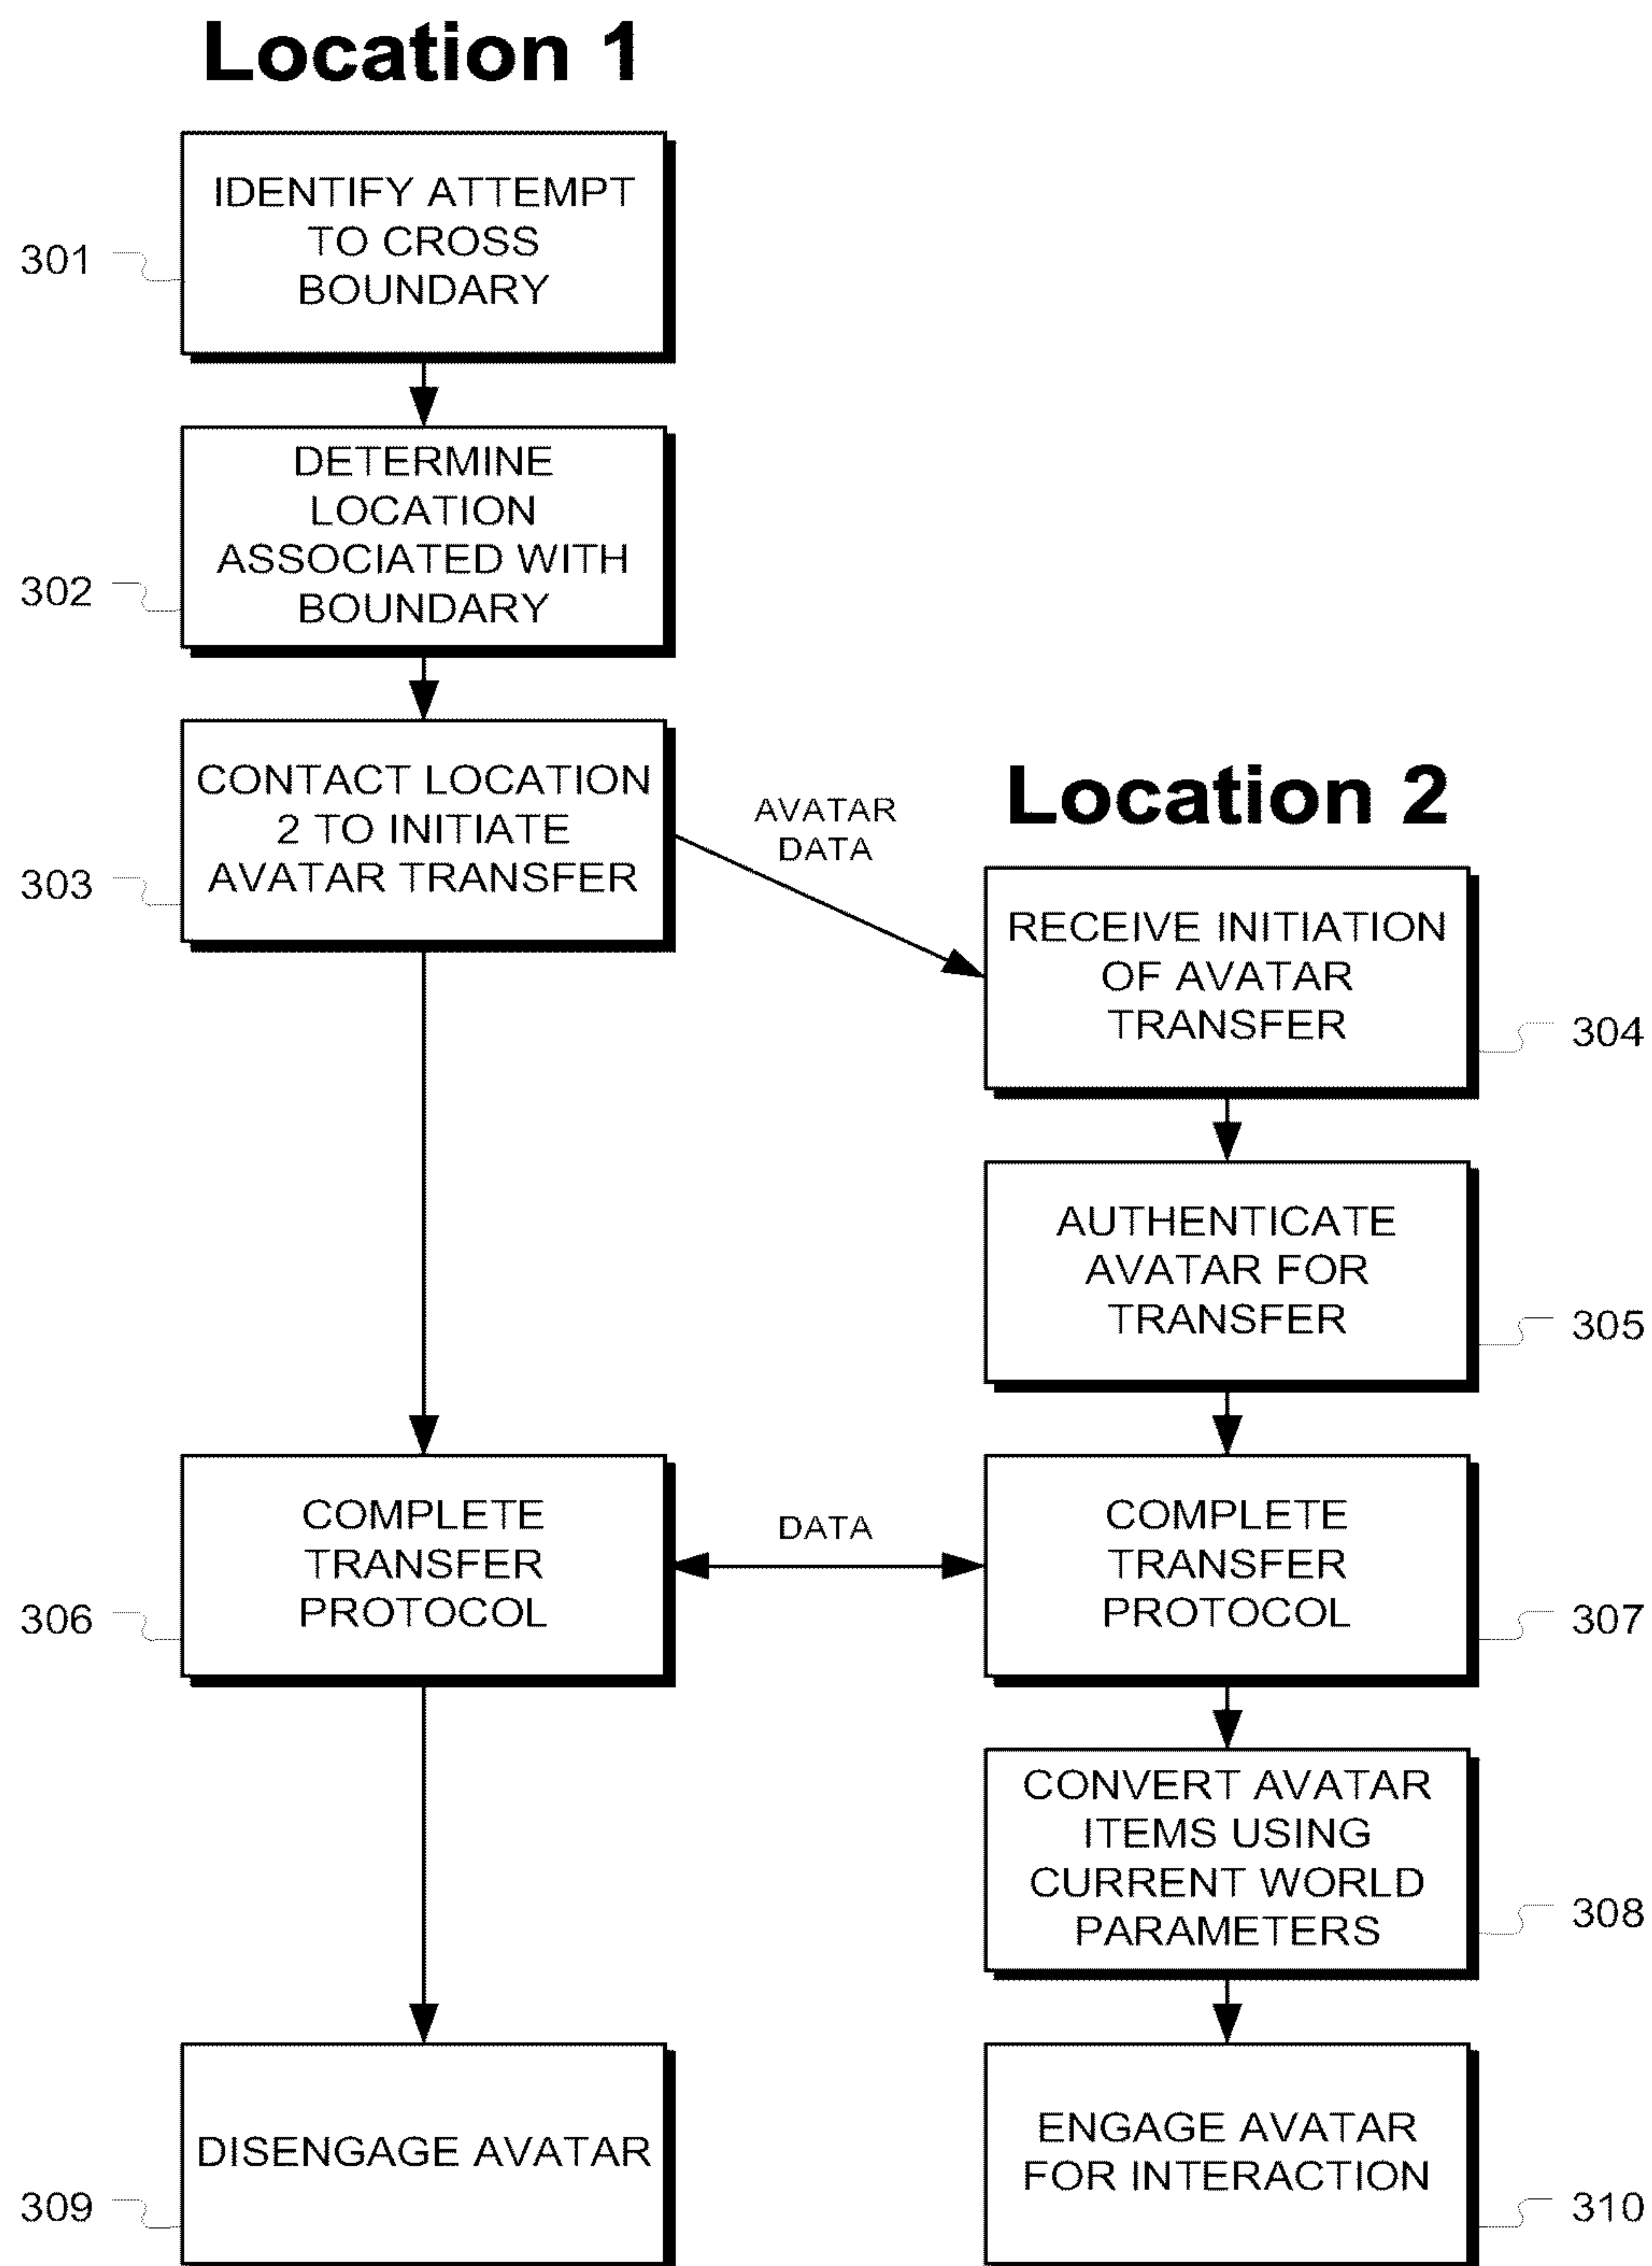 Location 1
IDENTIFY ATTEMPT
TO CROSS
BOUNDARY
301
DETERMINE
LOCATION
ASSOCIATED WITH
BOUNDARY
302
CONTACT LOCATION
2 TO INITIATE
AVATAR TRANSFER
303
AVATAR
DATA
Location 2
RECEIVE INITIATION
OF AVATAR
TRANSFER
304
AUTHENTICATE
AVATAR FOR
TRANSFER
305
COMPLETE
TRANSFER
PROTOCOL
306
DATA
COMPLETE
TRANSFER
PROTOCOL
307
CONVERT AVATAR
ITEMS USING
CURRENT WORLD
PARAMETERS
308
DISENGAGE AVATAR
309
ENGAGE AVATAR
FOR INTERACTION
310